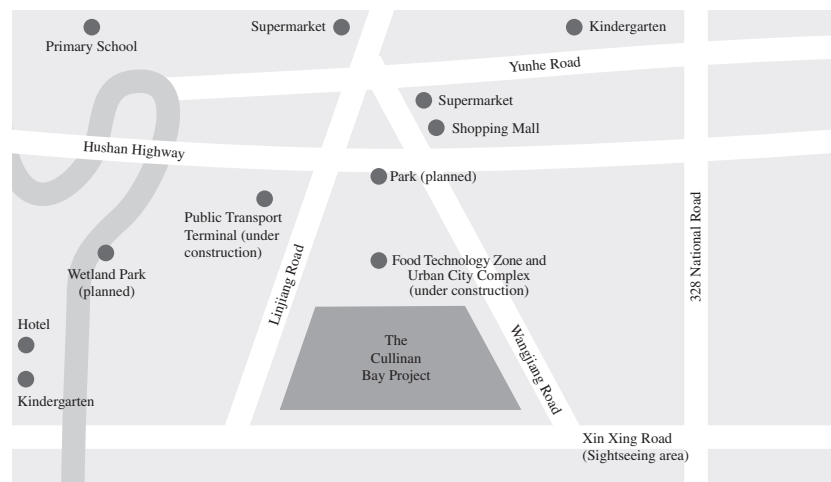 Primary School
Supermarket
Kindergarten
Yunhe Road
Supermarket
Shopping Mall
Hushan Highway
Park (planned)
Public Transport
Terminal (under
construction)
328 National Road
Linjiang Road
Wetland Park
(planned)
Food Technology Zone and
Urban City Complex
(under construction)
Hotel
The
Cullinan
Bay Project
Wangjiang Road
Kindergarten
Xin Xing Road
(Sightseeing area)